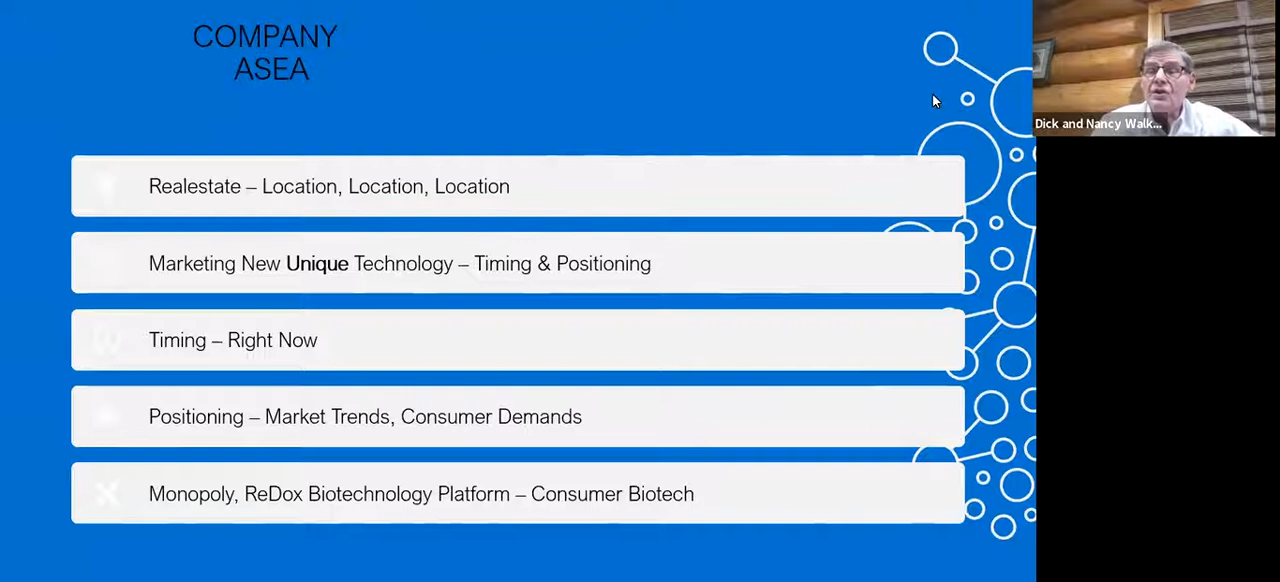 COMPANY
ASEA
Dick and Nancy Walk...
Realestate – Location, Location, Location
Marketing New Unique Technology – Timing & Positioning
Timing – Right Now
Positioning – Market Trends, Consumer Demands
Monopoly, ReDox Biotechnology Platform – Consumer Biotech